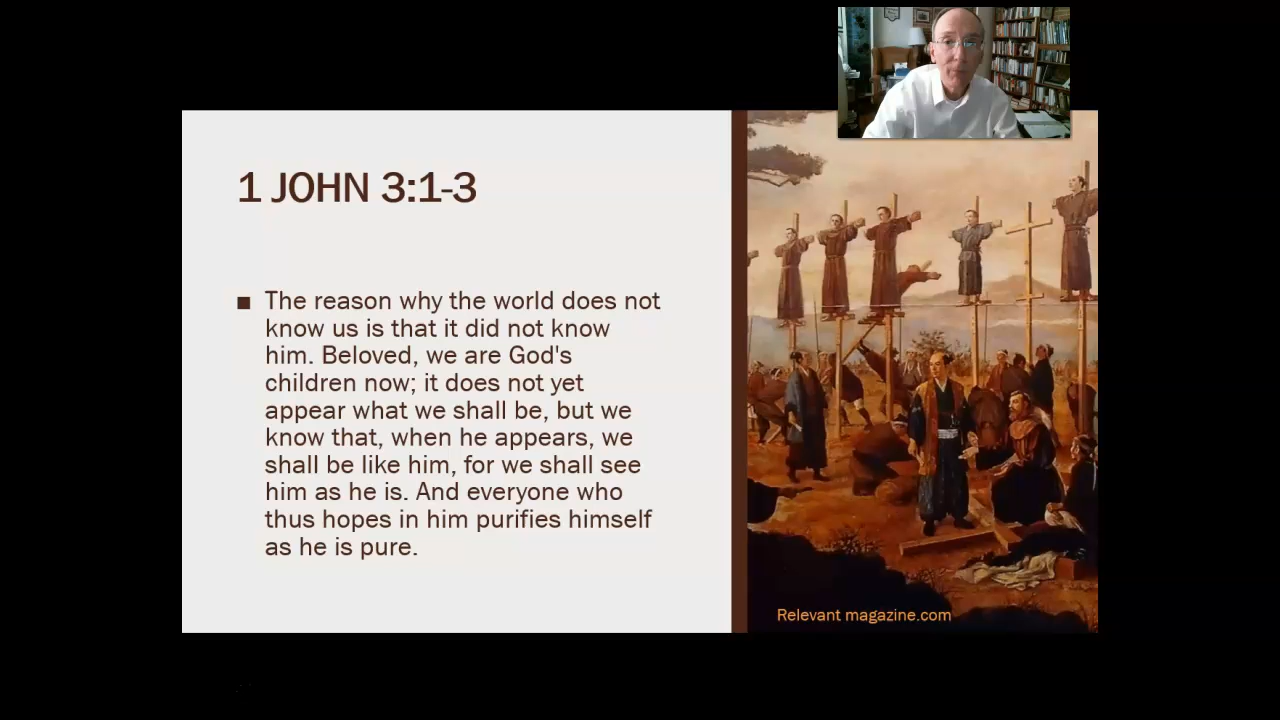 1 JOHN 3:1-3
■ The reason why the world does not
know us is that it did not know
him. Beloved, we are God's
children now; it does not yet
appear what we shall be, but we
know that, when he appears, we
shall be like him, for we shall see
him as he is. And everyone who
thus hopes in him purifies himself
as he is pure.
Relevant magazine.com